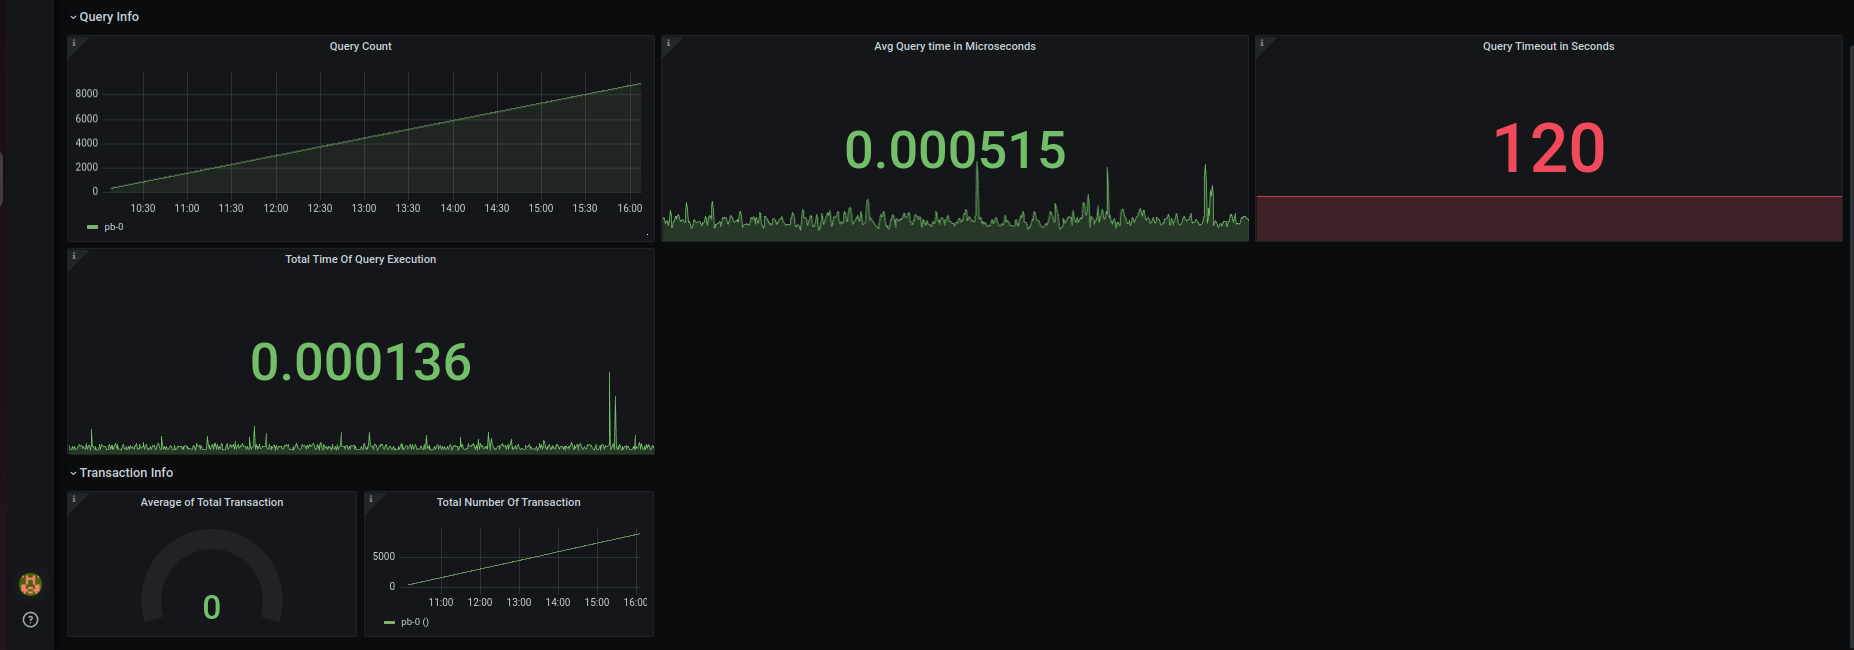 Query Info
Query Count
8000
6000
4000
2000
0
10:30 11:00 11:30 12:00 12:30 13:00 13:30 14:00 14:30 15:00 15:30 16:00
pb-0
Avg Query time in Microseconds
0.000515
Query Timeout in Seconds
120
Total Time Of Query Execution
0.000136
Transaction Info
Average of Total Transaction
0
Total Number Of Transaction
5000
0
11:00 12:00 13:00 14:00 15:00 16:00
pb-0 ()